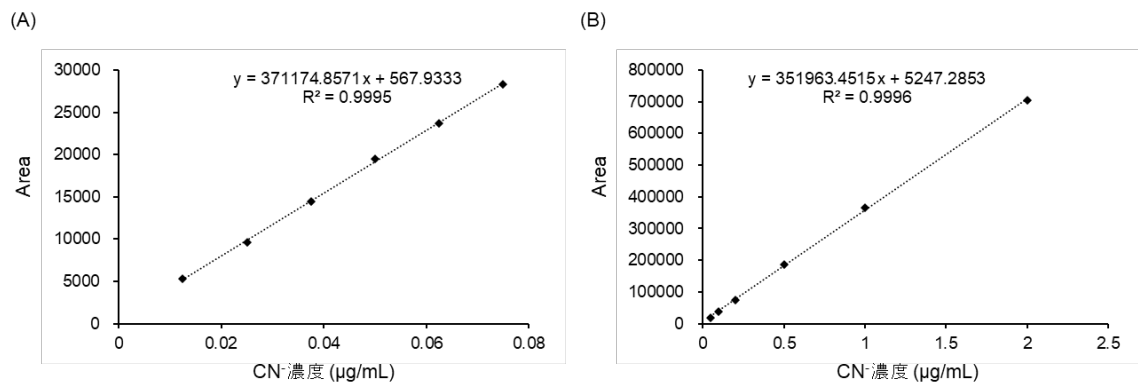 (A)
y = 371174.8571x + 567.9333
R² = 0.9995
30000
25000
20000
15000
10000
5000
0
Area
0 0.02 0.04 0.06 0.08
CN⁻濃度 (μg/mL)
(B)
y = 351963.4515x + 5247.2853
R² = 0.9996
800000
700000
600000
500000
400000
300000
200000
100000
0
Area
0 0.5 1 1.5 2 2.5
CN⁻濃度 (μg/mL)